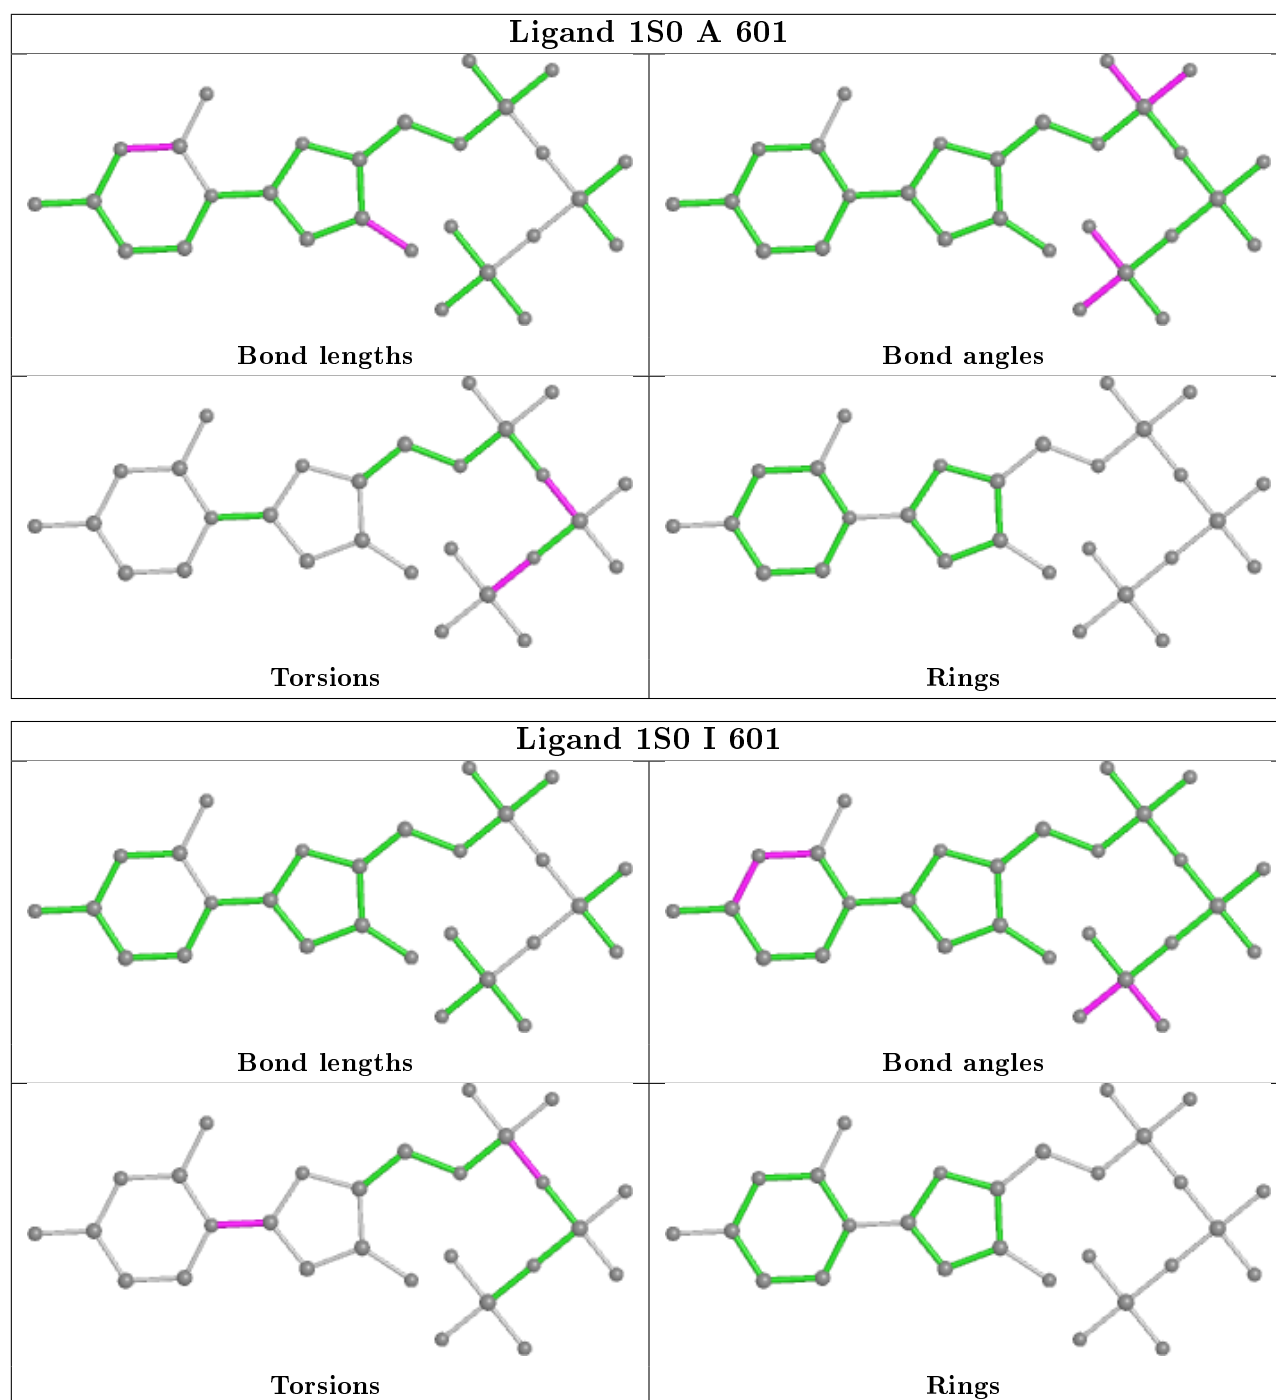 Ligand 1S0 A 601
Bond lengths
Bond angles
Torsions
Rings
Ligand 1S0 I 601
Bond lengths
Bond angles
Torsions
Rings